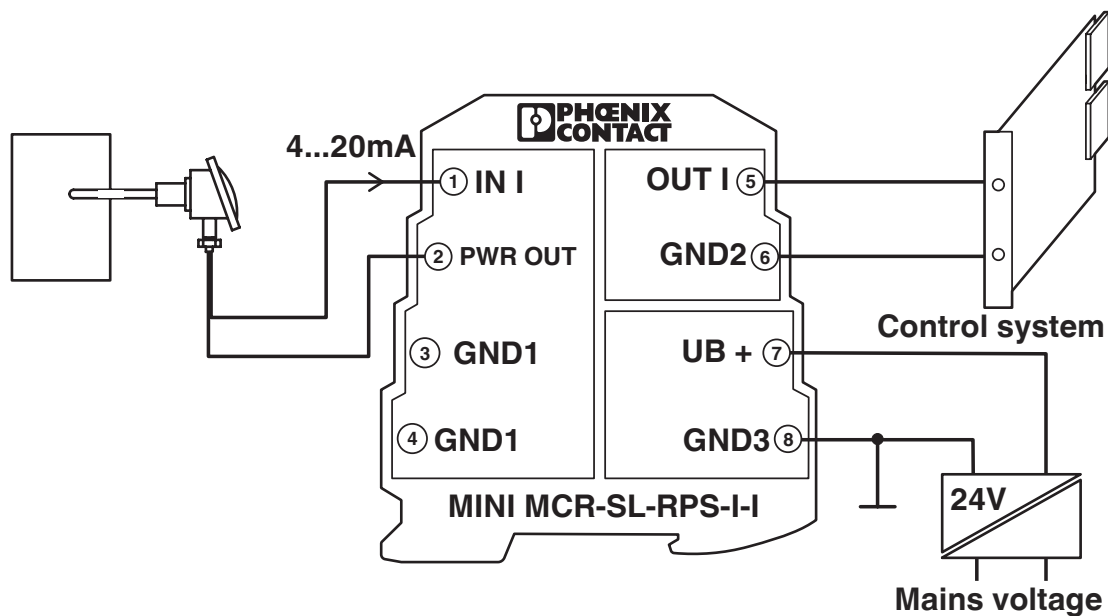 PHŒNIX
CONTACT
4...20mA
1 IN I
2 PWR OUT
3 GND1
4 GND1
OUT I 5
GND2 6
UB + 7
GND3 8
MINI MCR-SL-RPS-I-I
Control system
24V
Mains voltage